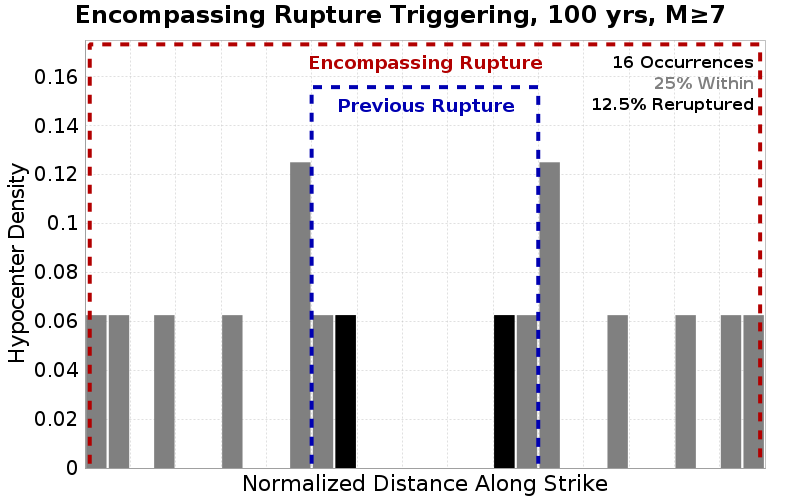 Encompassing Rupture Triggering, 100 yrs, M≥7
Encompassing Rupture
16 Occurrences
25% Within
12.5% Reruptured
Previous Rupture
Hypocenter Density
0.16
0.14
0.12
0.1
0.08
0.06
0.04
0.02
0
Normalized Distance Along Strike